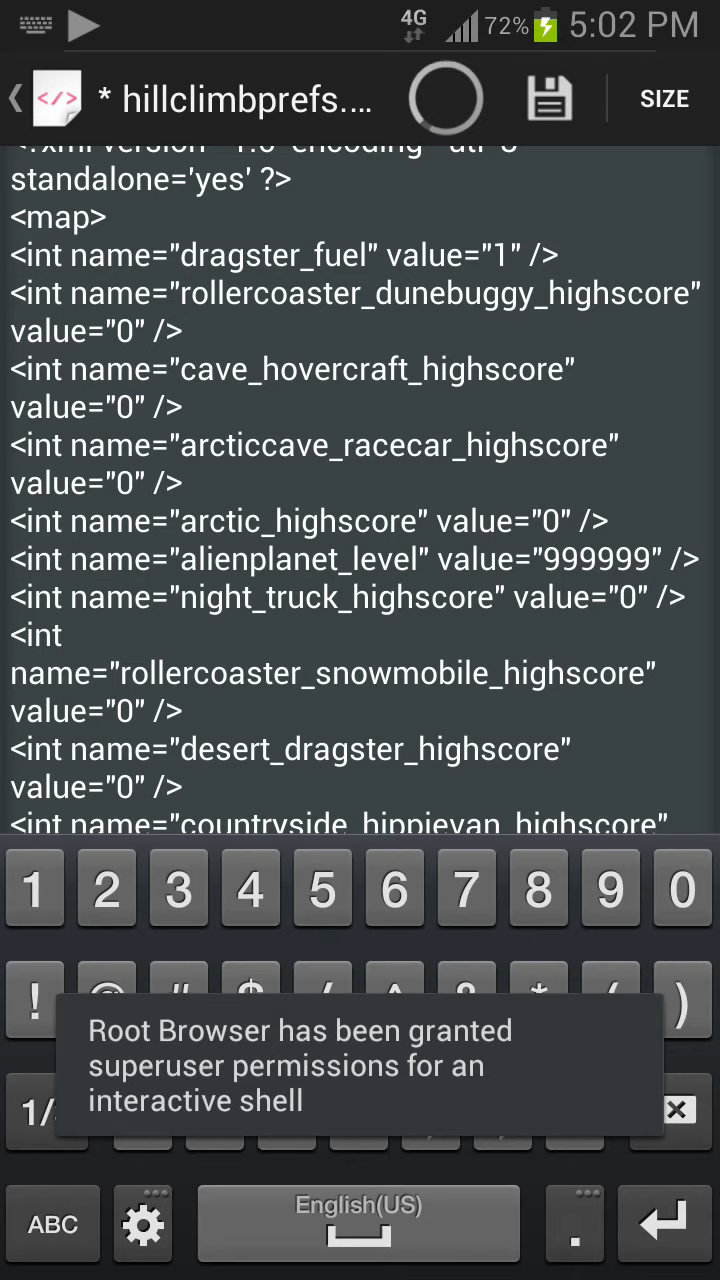 4G 72% 5:02 PM
</> * hillclimbprefs.... SIZE
standalone='yes' ?>
<map>
<int name="dragster_fuel" value="1" />
<int name="rollercoaster_dunebuggy_highscore"
value="0" />
<int name="cave_hovercraft_highscore"
value="0" />
<int name="arcticcave_racecar_highscore"
value="0" />
<int name="arctic_highscore" value="0" />
<int name="alienplanet_level" value="999999" />
<int name="night_truck_highscore" value="0" />
<int
name="rollercoaster_snowmobile_highscore"
value="0" />
<int name="desert_dragster_highscore"
value="0" />
<int name="countryside_hippievan_highscore"
1 2 3 4 5 6 7 8 9 0
! @ # $ / ^ & * ( )
Root Browser has been granted
superuser permissions for an
interactive shell
1/
ABC English(US) .